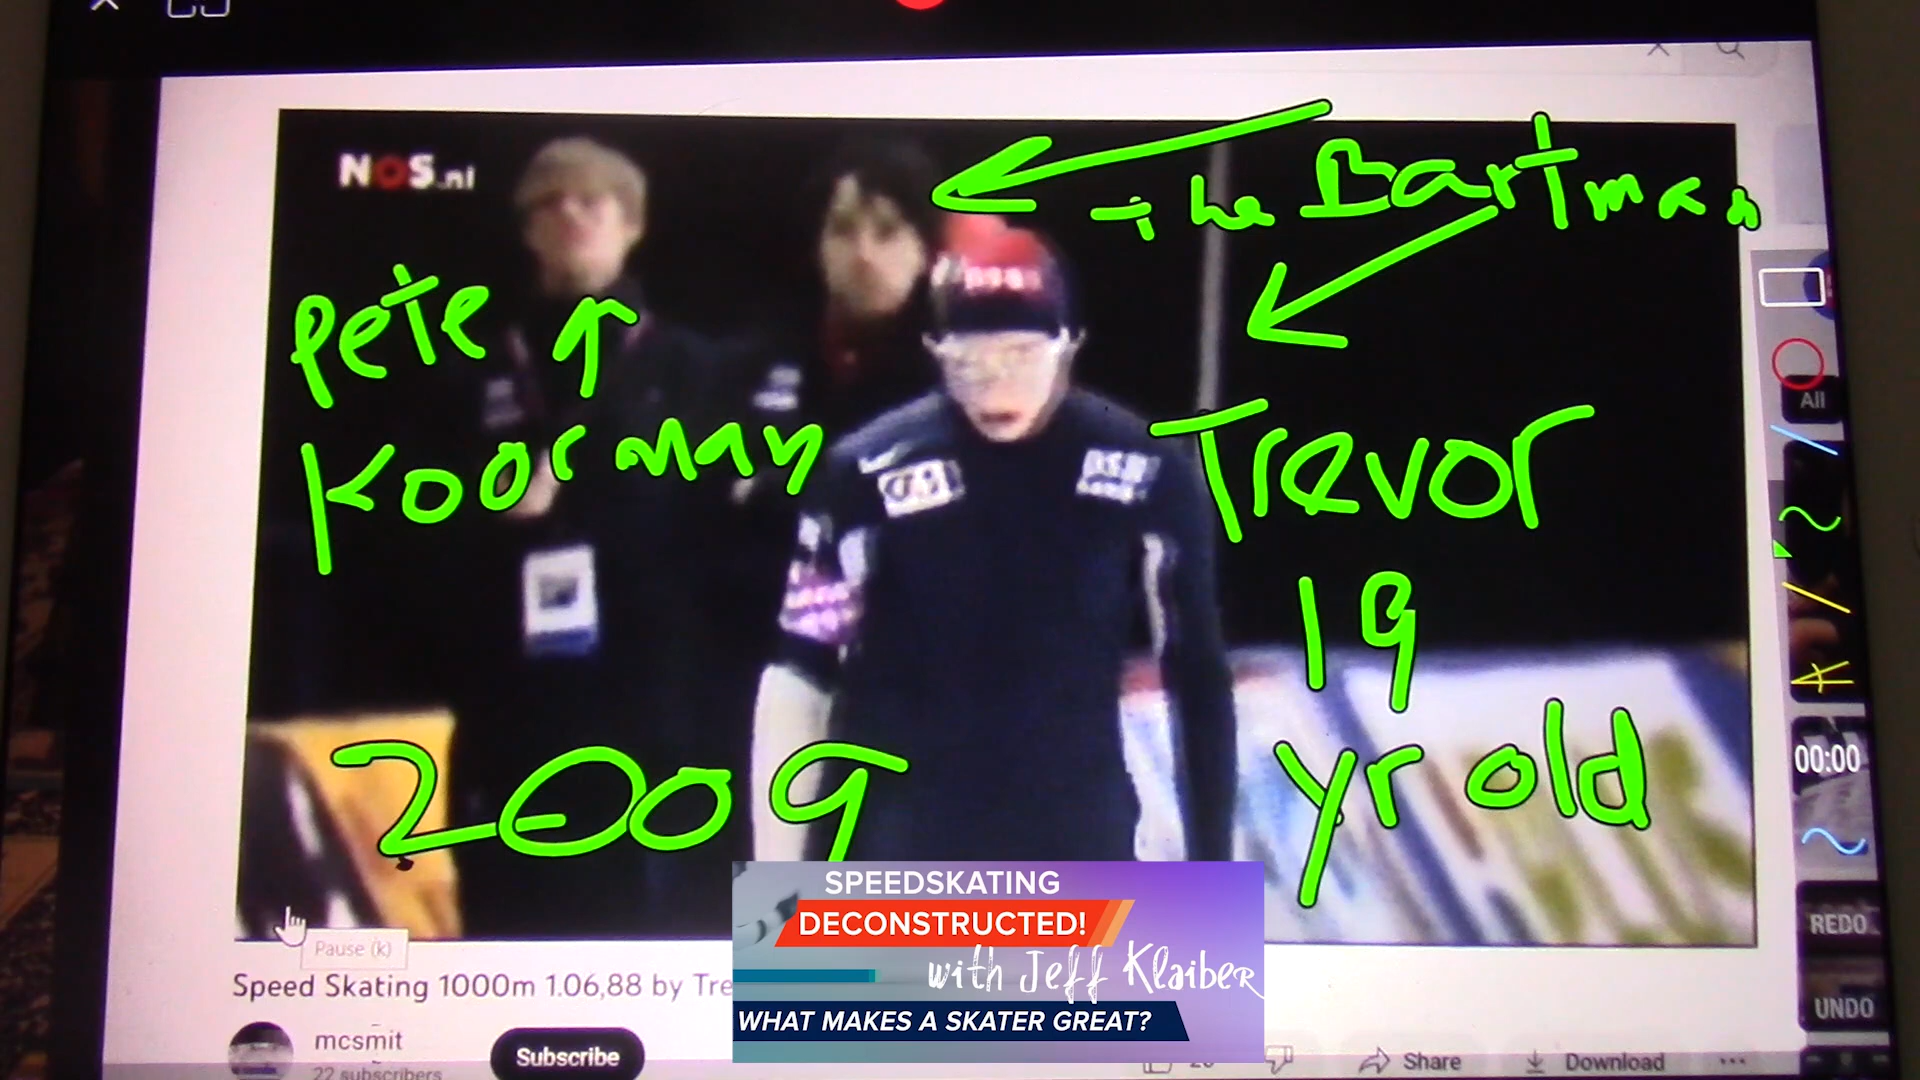 NOS.nl
The Bartman
Pete
Koorman
Trevor
19
yr old
2009
All
00:00
REDO
UNDO
Pause (k)
Speed Skating 1000m 1.06,88 by Tre
mcsmit
22 subscribers
Subscribe
Share
Download
SPEEDSKATING
DECONSTRUCTED!
with Jeff Klaiber
WHAT MAKES A SKATER GREAT?